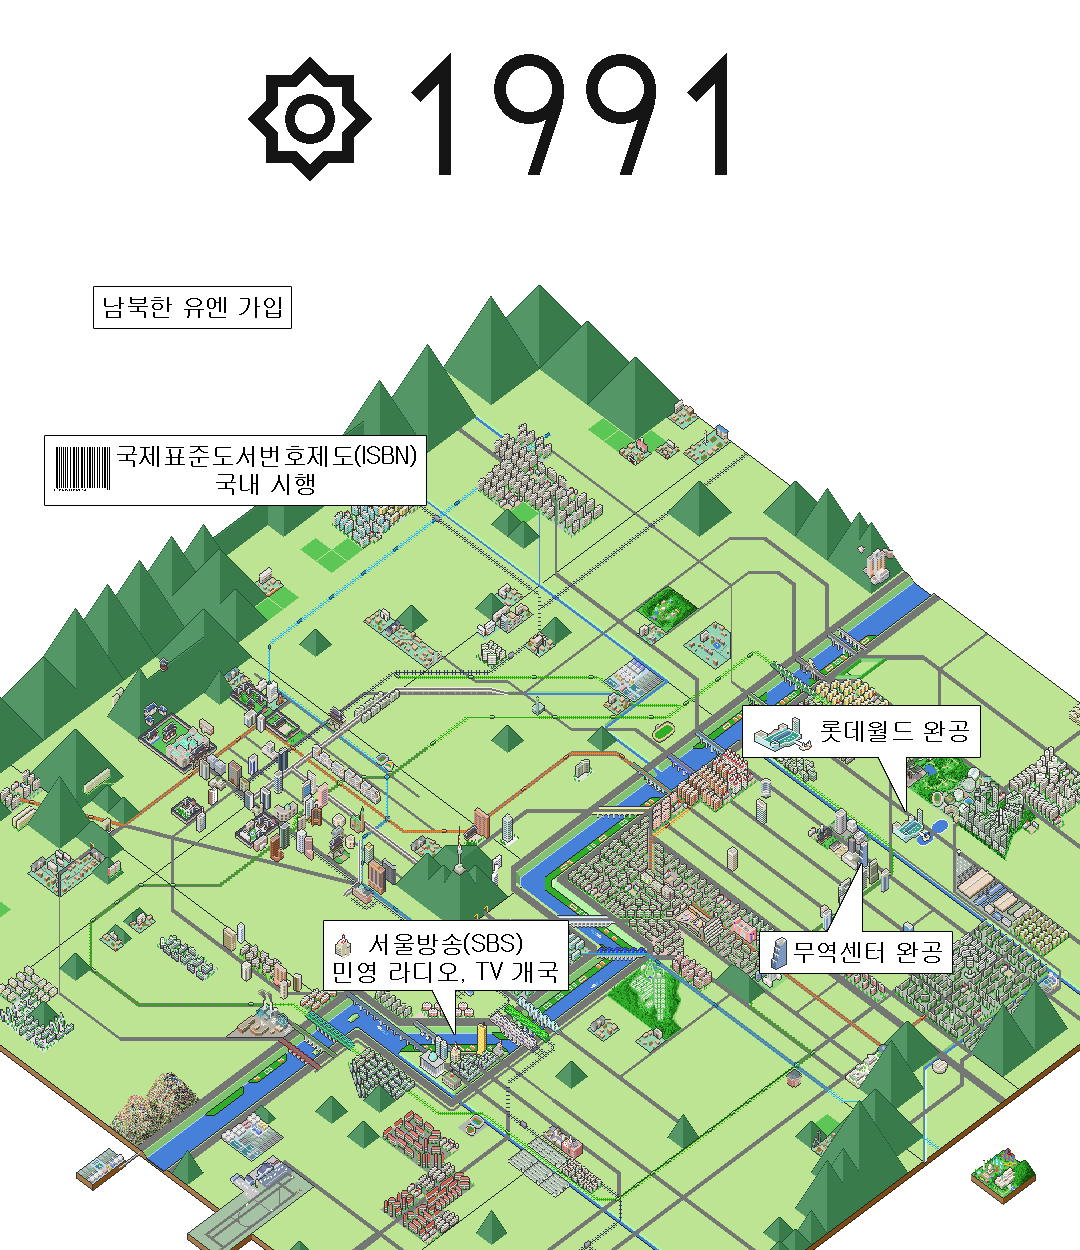 1991
남북한 유엔 가입
국제표준도서번호제도(ISBN)
국내 시행
롯데월드 완공
무역센터 완공
서울방송(SBS)
민영 라디오, TV 개국